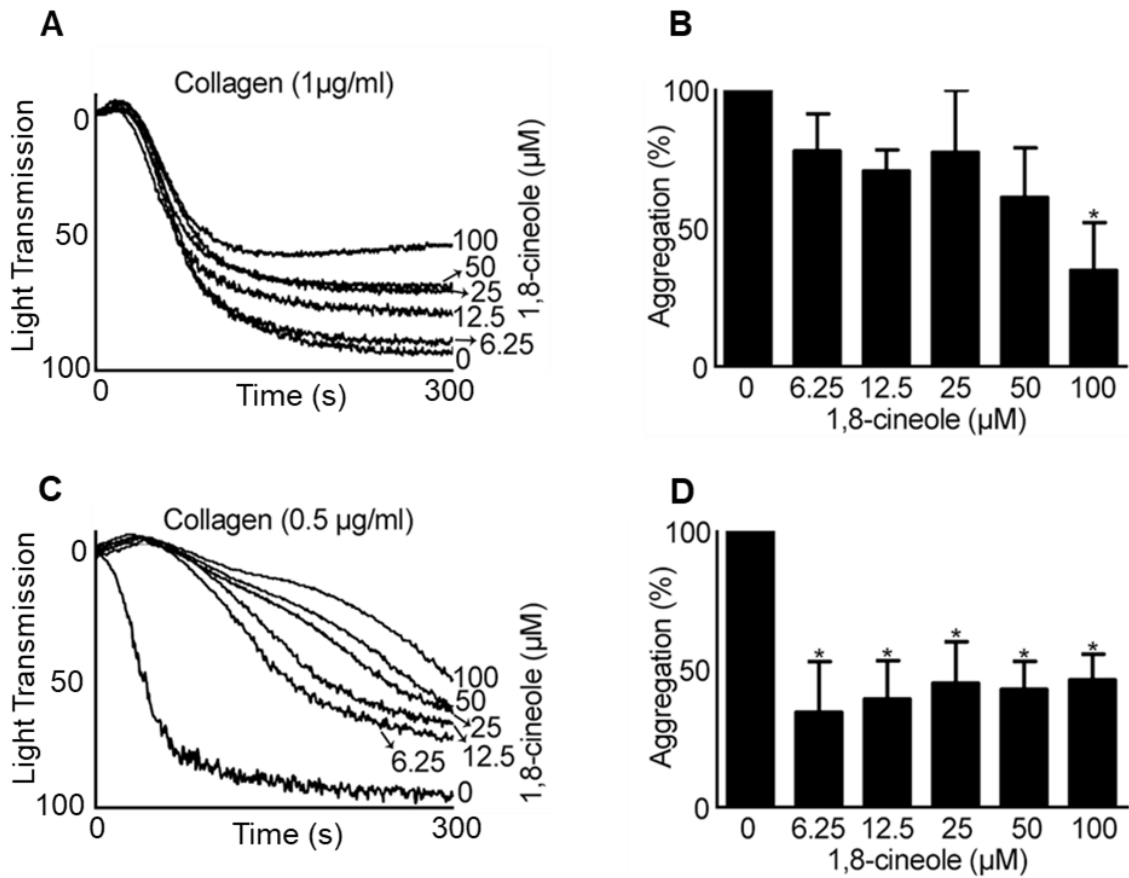 A
Collagen (1µg/ml)
Light Transmission
0
50
100
100
50
25
12.5
6.25
0
1,8-cineole (µM)
0
Time (s)
300
B
Aggregation (%)
100
50
0
*
0 6.25 12.5 25 50 100
1,8-cineole (µM)
C
Collagen (0.5 µg/ml)
Light Transmission
0
50
100
100
50
25
12.5
6.25
0
1,8-cineole (µM)
0
Time (s)
300
D
Aggregation (%)
100
50
0
* * * * *
0 6.25 12.5 25 50 100
1,8-cineole (µM)